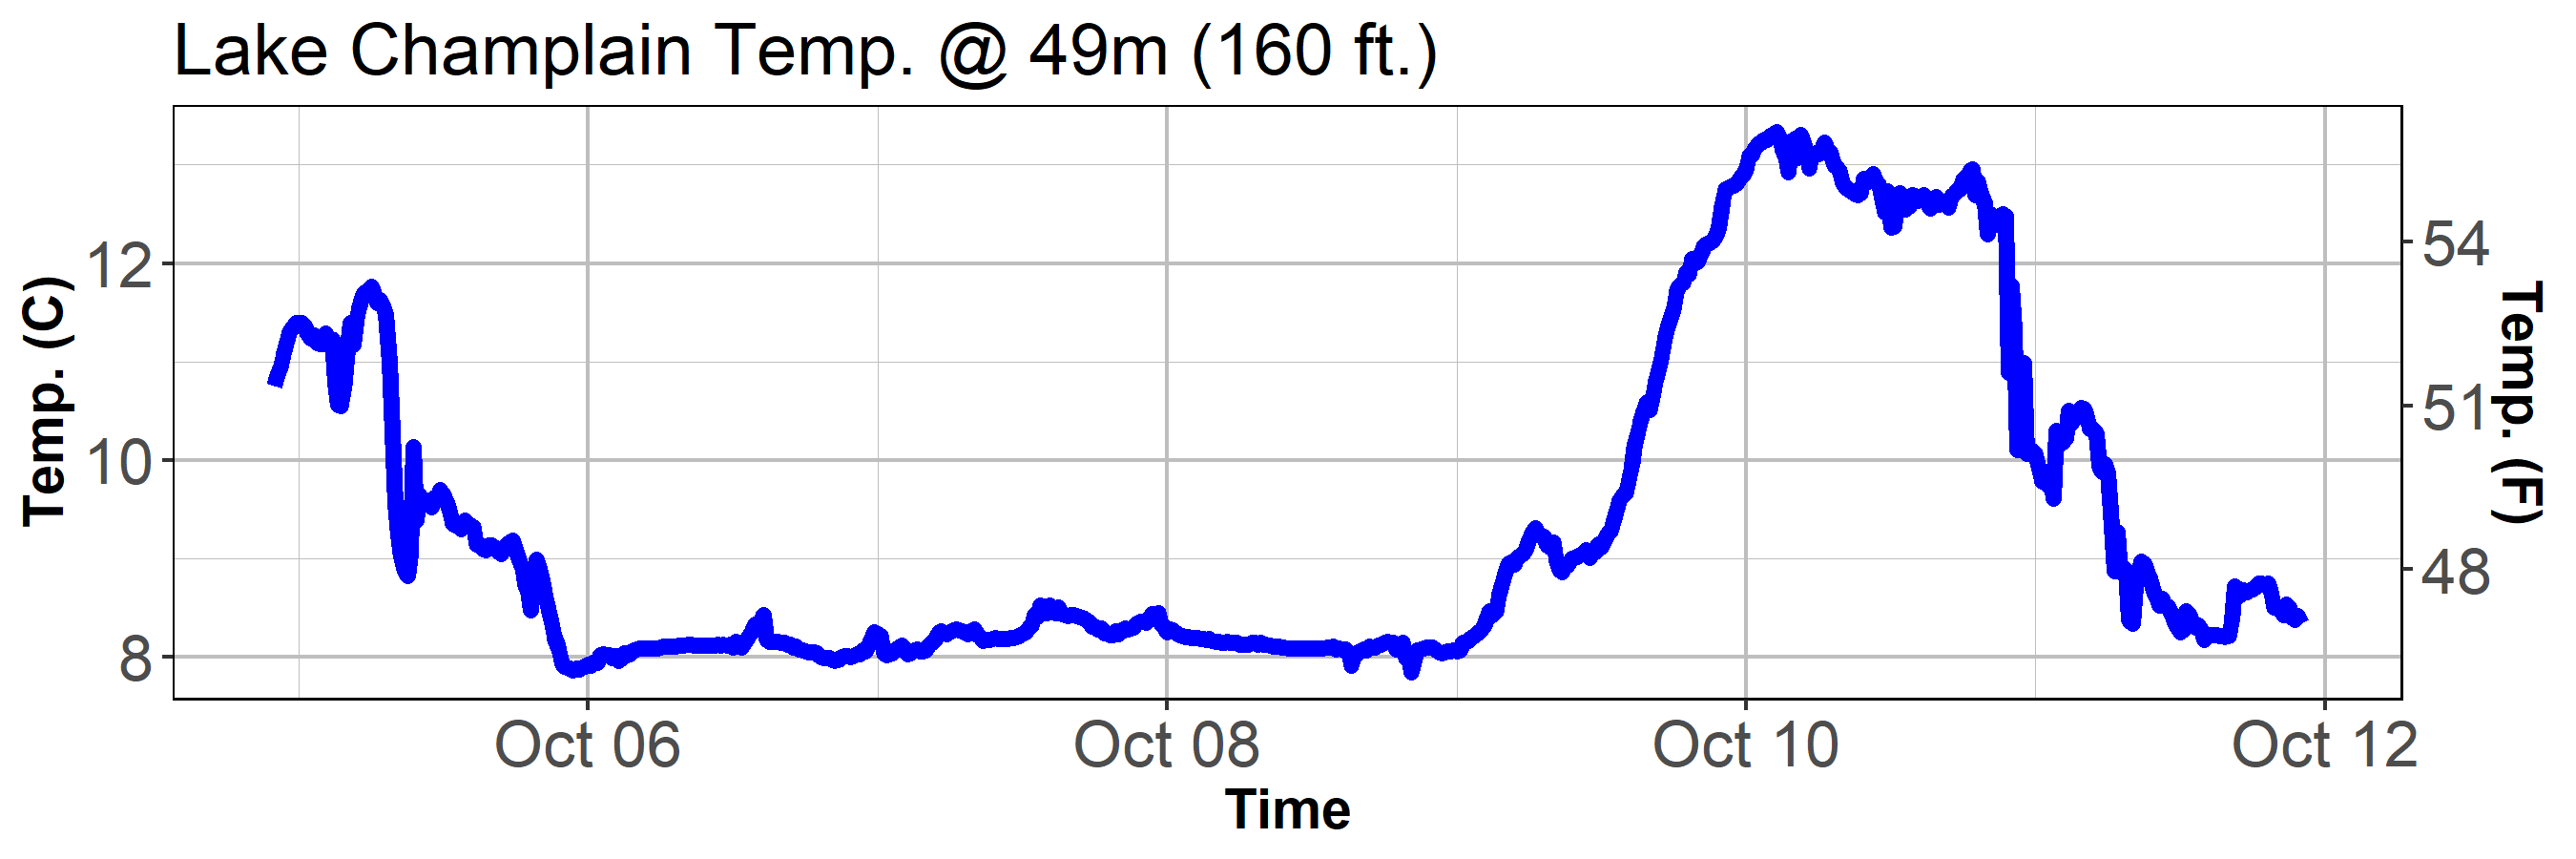 Lake Champlain Temp. @ 49m (160 ft.)
Temp. (C)
12
10
8
54
51
48
Temp. (F)
Oct 06 Oct 08 Oct 10 Oct 12
Time